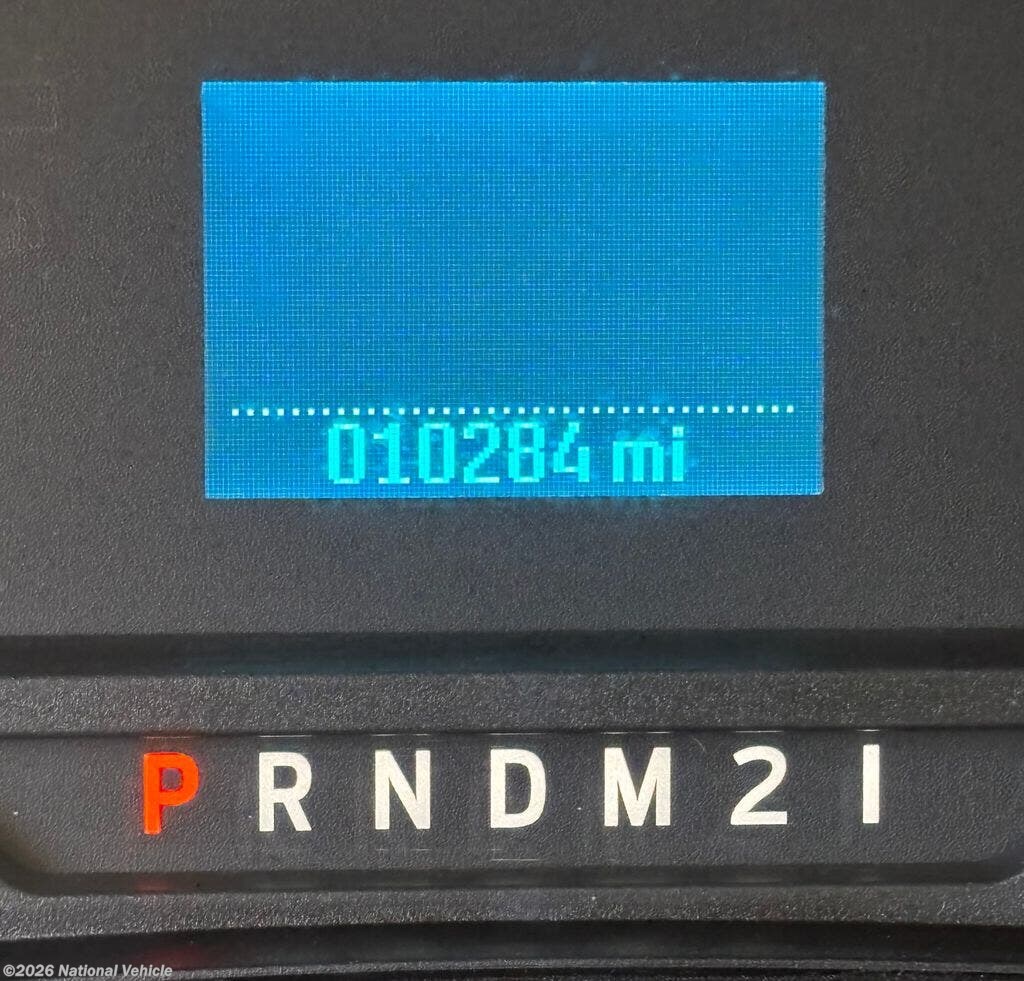 010284 mi
P R N D M 2 1
©2026 National Vehicle